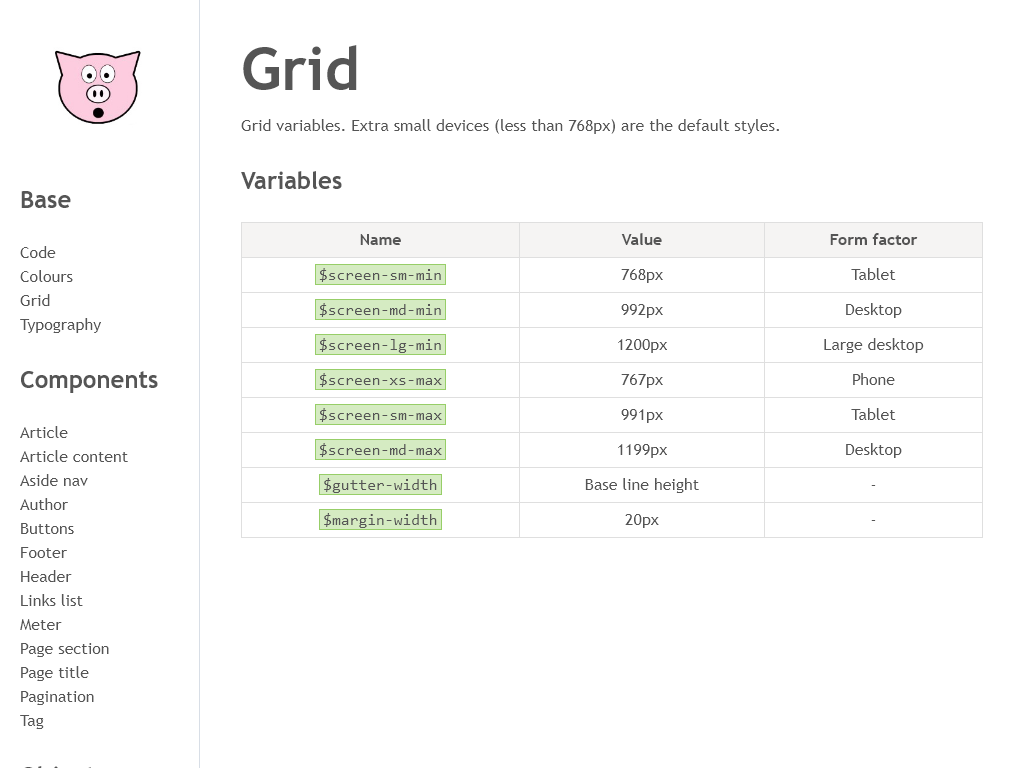 Base
Code
Colours
Grid
Typography
Components
Article
Article content
Aside nav
Author
Buttons
Footer
Header
Links list
Meter
Page section
Page title
Pagination
Tag
Grid
Grid variables. Extra small devices (less than 768px) are the default styles.
Variables
Name Value Form factor
$screen-sm-min 768px Tablet
$screen-md-min 992px Desktop
$screen-lg-min 1200px Large desktop
$screen-xs-max 767px Phone
$screen-sm-max 991px Tablet
$screen-md-max 1199px Desktop
$gutter-width Base line height -
$margin-width 20px -